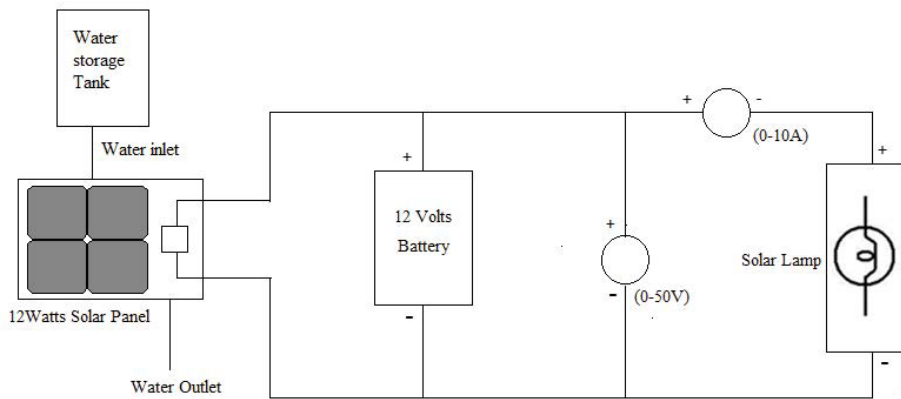 Water
storage
Tank
Water inlet
12Watts Solar Panel
Water Outlet
+
12 Volts
Battery
-
+
(0-50V)
-
+
-
(0-10A)
+
Solar Lamp
-